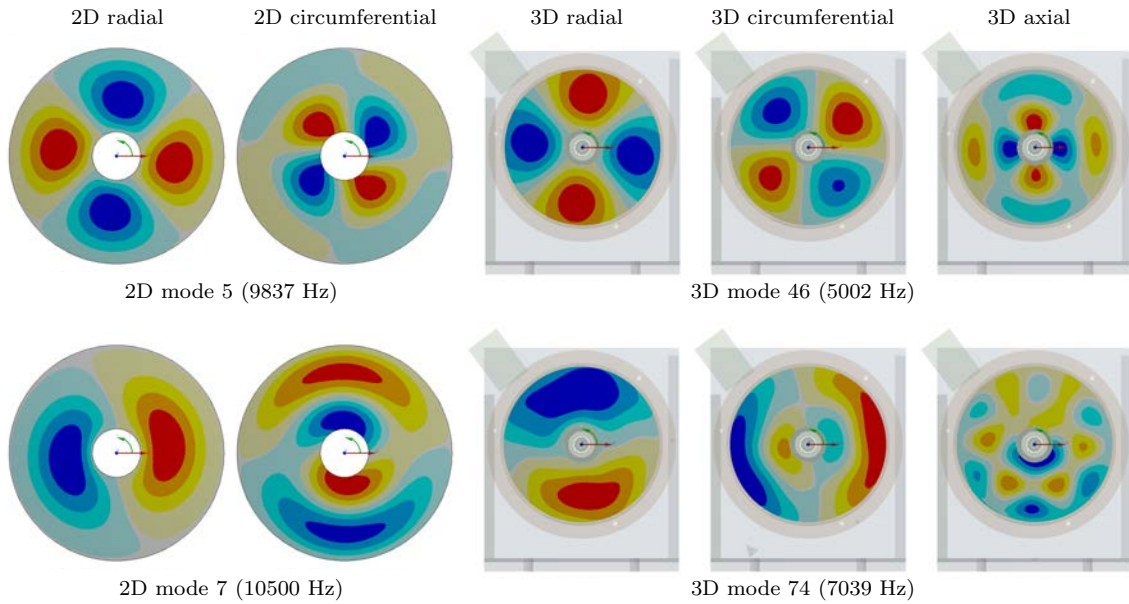 2D radial 2D circumferential 3D radial 3D circumferential 3D axial
2D mode 5 (9837 Hz) 3D mode 46 (5002 Hz)
2D mode 7 (10500 Hz) 3D mode 74 (7039 Hz)